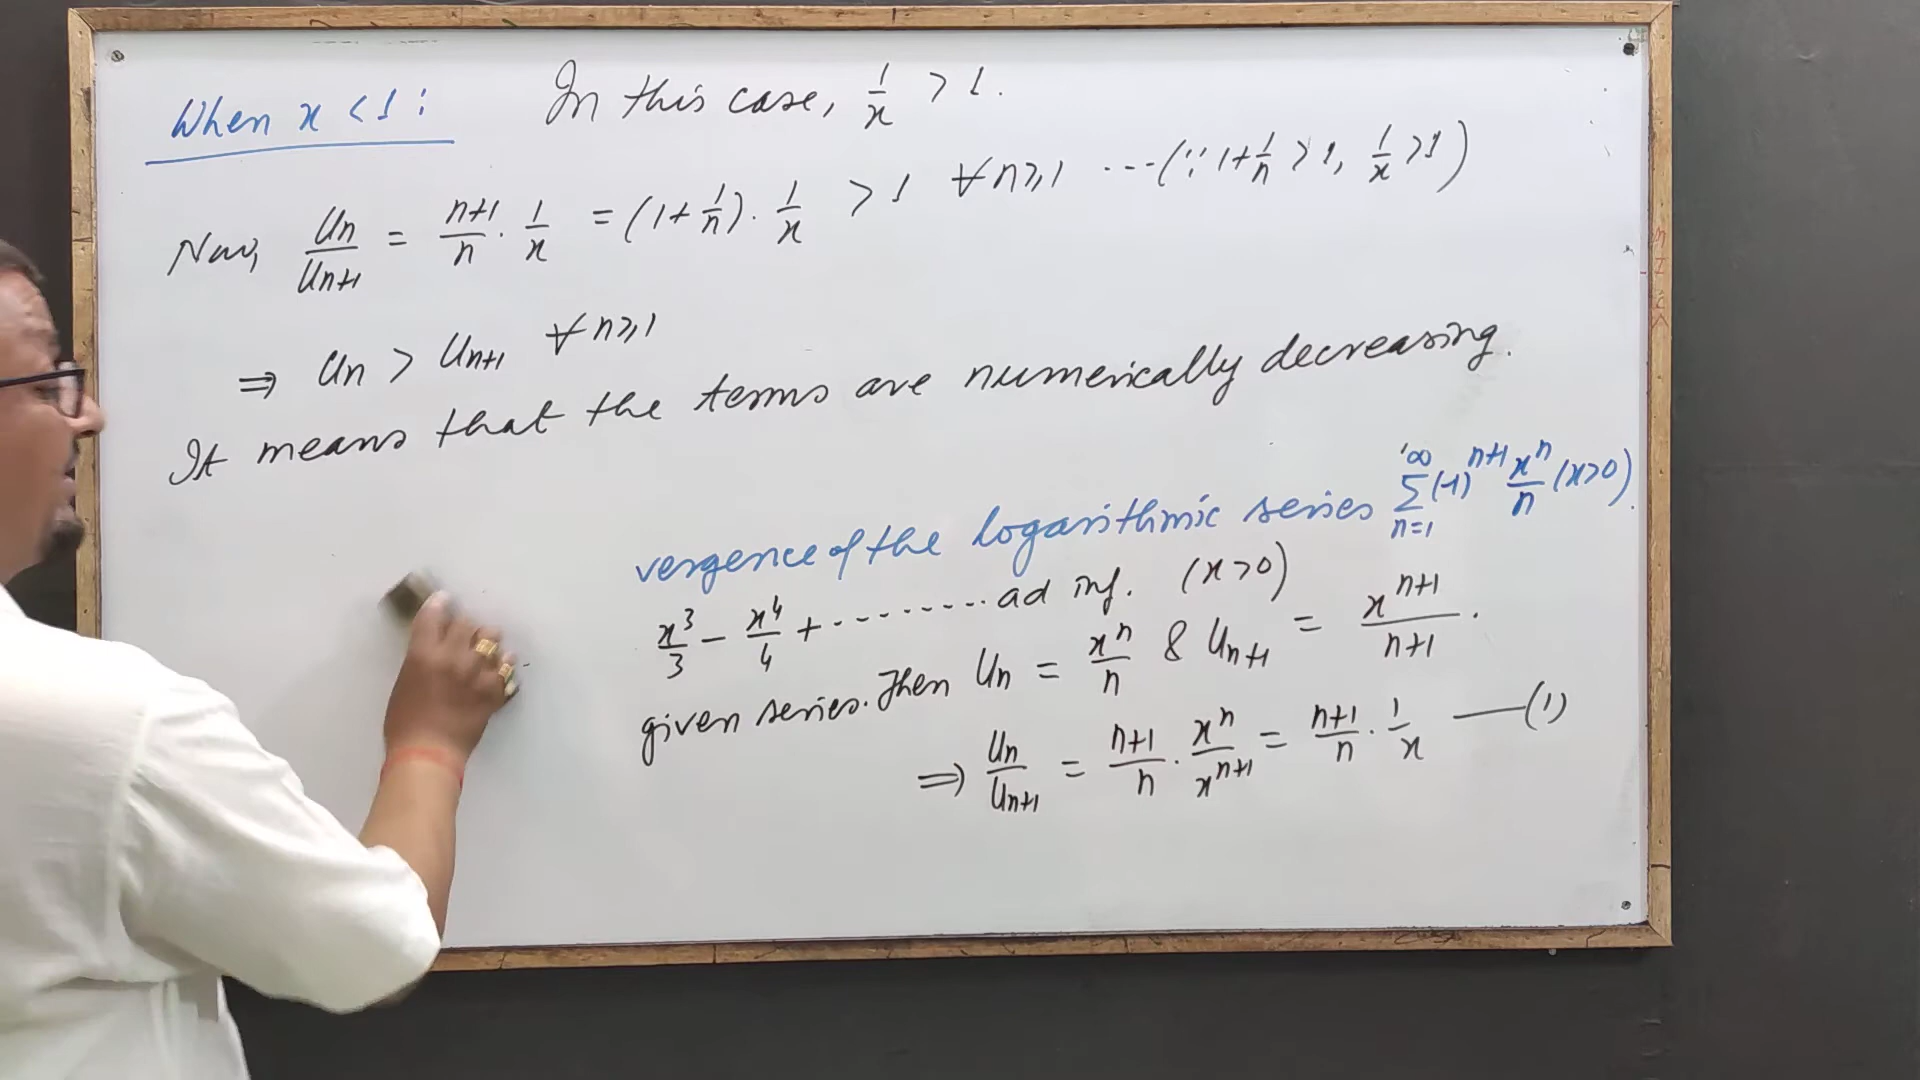 When x < 1 : In this case, 1/x > 1.
Now, Un/Un+1 = n+1/n · 1/x = (1 + 1/n) · 1/x > 1 ∀ n ⩾ 1 ---(∵ 1 + 1/n > 1, 1/x > 1)
⇒ Un > Un+1 ∀ n ⩾ 1
It means that the terms are numerically decreasing.
vergence of the logarithmic series ∑_{n=1}^{∞} (-1)^{n+1} x^n/n (x>0).
x^3/3 − x^4/4 + ......... ad inf. (x > 0)
given series. Then Un = x^n/n & Un+1 = x^{n+1}/n+1.
⇒ Un/Un+1 = n+1/n · x^n/x^{n+1} = n+1/n · 1/x —(1)